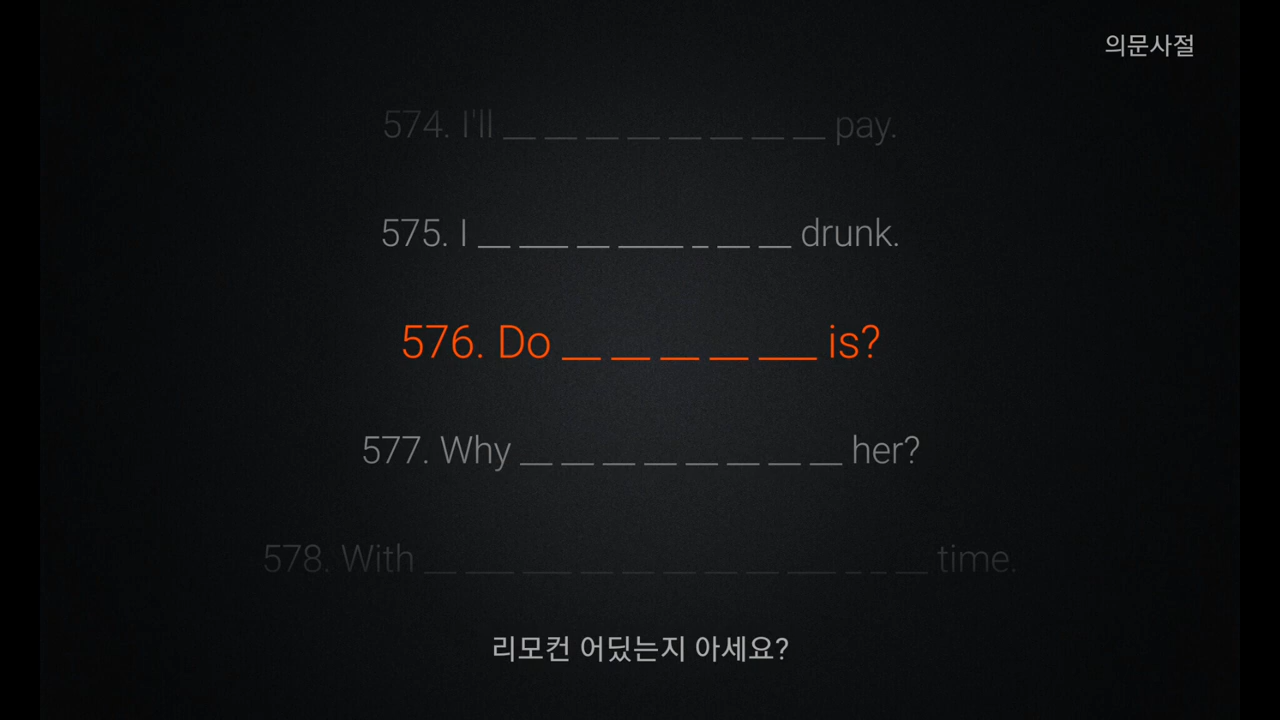 의문사절
574. I'll __ __ __ __ __ __ __ __ pay.
575. I __ ___ __ ____ _ __ __ drunk.
576. Do __ __ __ __ ___ is?
577. Why __ __ __ __ __ __ __ __ her?
578. With __ ___ ___ __ __ __ __ __ ___ _ _ __ time.
리모컨 어딨는지 아세요?